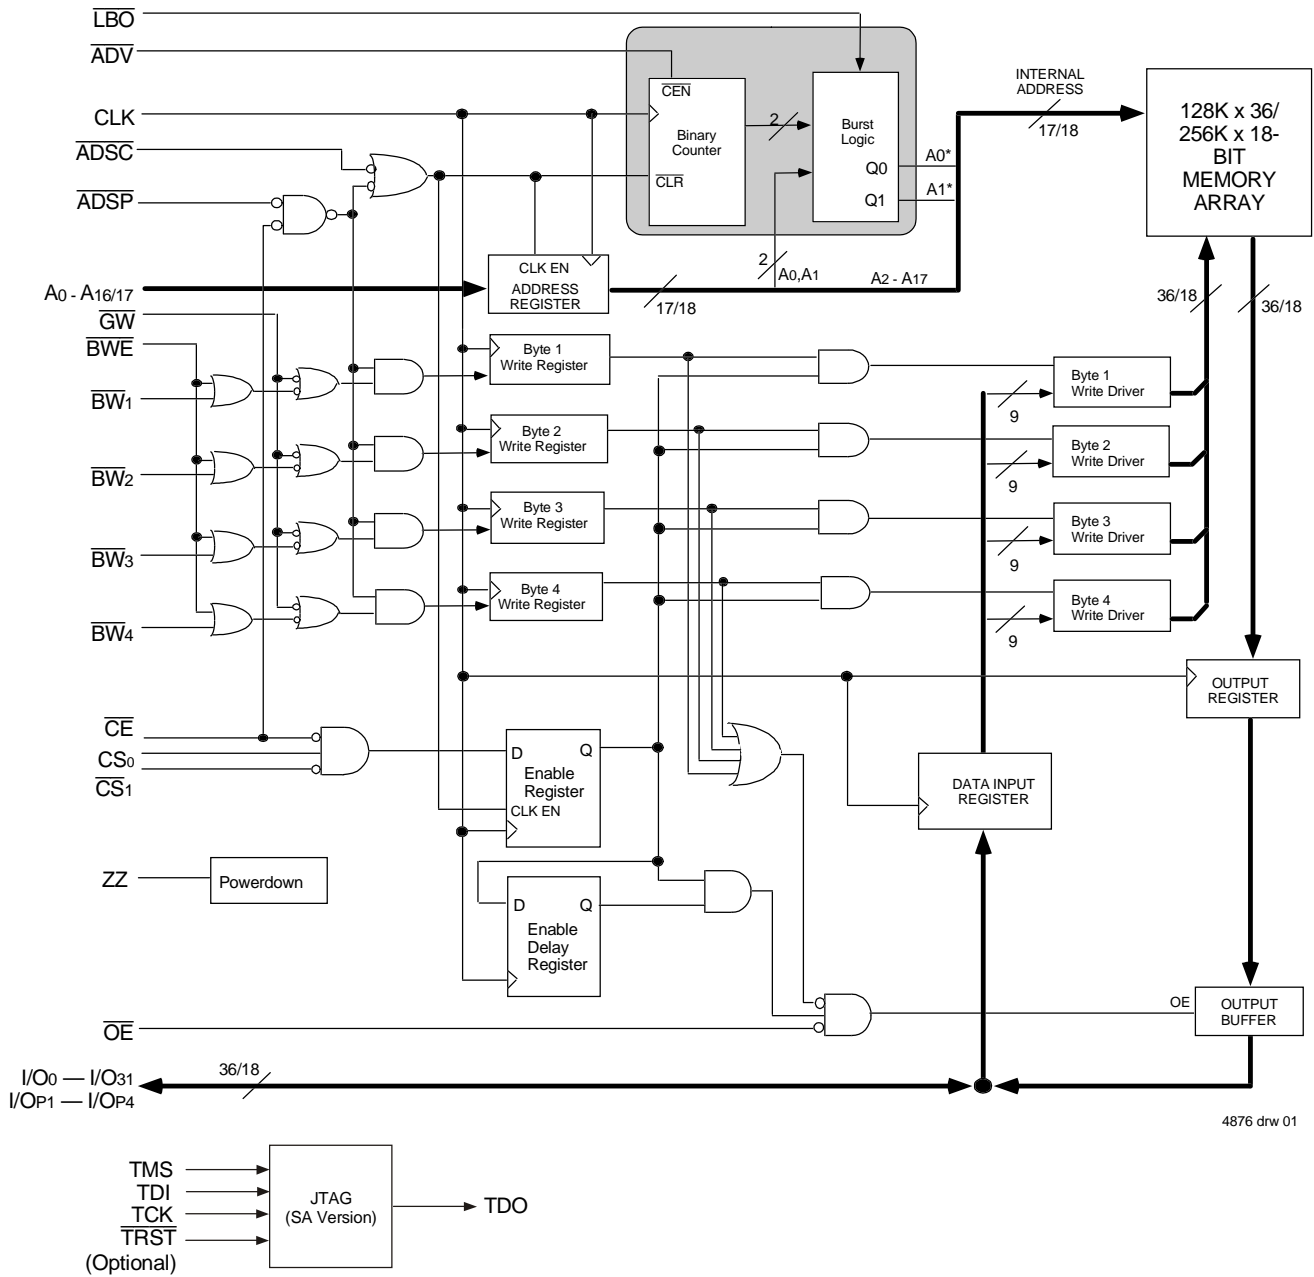 LBO
ADV
CLK
ADSC
ADSP
CEN
Binary
Counter
CLR
2
Burst
Logic
Q0
Q1
A0*
A1*
INTERNAL
ADDRESS
17/18
128K x 36/
256K x 18-
BIT
MEMORY
ARRAY
2
A0,A1
A2 - A17
CLK EN
ADDRESS
REGISTER
17/18
36/18
36/18
A0 - A16/17
GW
BWE
BW1
BW2
BW3
BW4
Byte 1
Write Register
Byte 2
Write Register
Byte 3
Write Register
Byte 4
Write Register
9
Byte 1
Write Driver
9
Byte 2
Write Driver
9
Byte 3
Write Driver
9
Byte 4
Write Driver
OUTPUT
REGISTER
CE
CS0
CS1
D
Q
Enable
Register
CLK EN
DATA INPUT
REGISTER
ZZ
Powerdown
D
Q
Enable
Delay
Register
OE
OE
OUTPUT
BUFFER
I/O0 — I/O31
I/OP1 — I/OP4
36/18
4876 drw 01
TMS
TDI
TCK
TRST
(Optional)
JTAG
(SA Version)
TDO